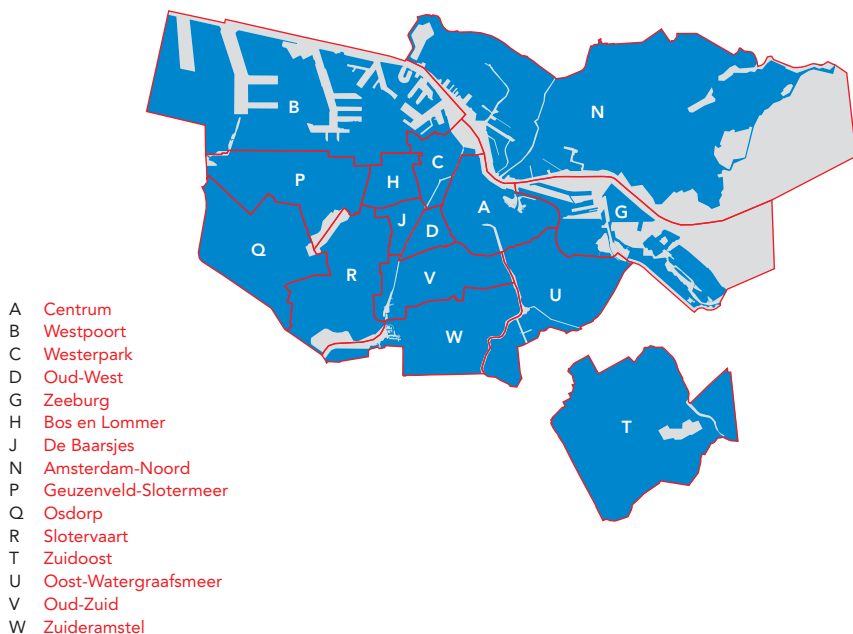 B
N
C
P
H
A
G
J
D
Q
R
V
U
W
T
A Centrum
B Westpoort
C Westerpark
D Oud-West
G Zeeburg
H Bos en Lommer
J De Baarsjes
N Amsterdam-Noord
P Geuzenveld-Slotermeer
Q Osdorp
R Slotervaart
T Zuidoost
U Oost-Watergraafsmeer
V Oud-Zuid
W Zuideramstel